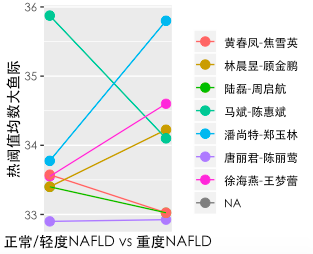 热阈值均数大鱼际
36
35
34
33
正常/轻度NAFLD vs 重度NAFLD
黄春凤-焦雪英
林晨昱-顾金鹏
陆磊-周启航
马斌-陈惠斌
潘尚特-郑玉林
唐丽君-陈丽莺
徐海燕-王梦蕾
NA